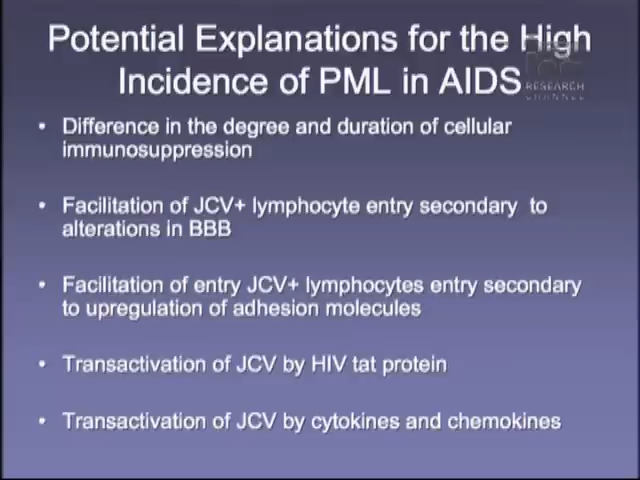 Potential Explanations for the High
Incidence of PML in AIDS
RESEARCH
CHANNEL
• Difference in the degree and duration of cellular
immunosuppression
• Facilitation of JCV+ lymphocyte entry secondary to
alterations in BBB
• Facilitation of entry JCV+ lymphocytes entry secondary
to upregulation of adhesion molecules
• Transactivation of JCV by HIV tat protein
• Transactivation of JCV by cytokines and chemokines